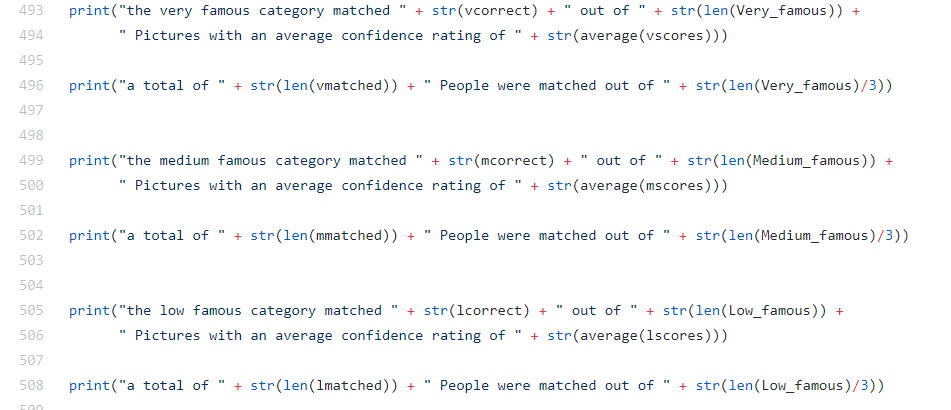 493 print("the very famous category matched " + str(vcorrect) + " out of " + str(len(Very_famous)) +
494 " Pictures with an average confidence rating of " + str(average(vscores)))
495
496 print("a total of " + str(len(vmatched)) + " People were matched out of " + str(len(Very_famous)/3))
497
498
499 print("the medium famous category matched " + str(mcorrect) + " out of " + str(len(Medium_famous)) +
500 " Pictures with an average confidence rating of " + str(average(mscores)))
501
502 print("a total of " + str(len(mmatched)) + " People were matched out of " + str(len(Medium_famous)/3))
503
504
505 print("the low famous category matched " + str(lcorrect) + " out of " + str(len(Low_famous)) +
506 " Pictures with an average confidence rating of " + str(average(lscores)))
507
508 print("a total of " + str(len(lmatched)) + " People were matched out of " + str(len(Low_famous)/3))
509